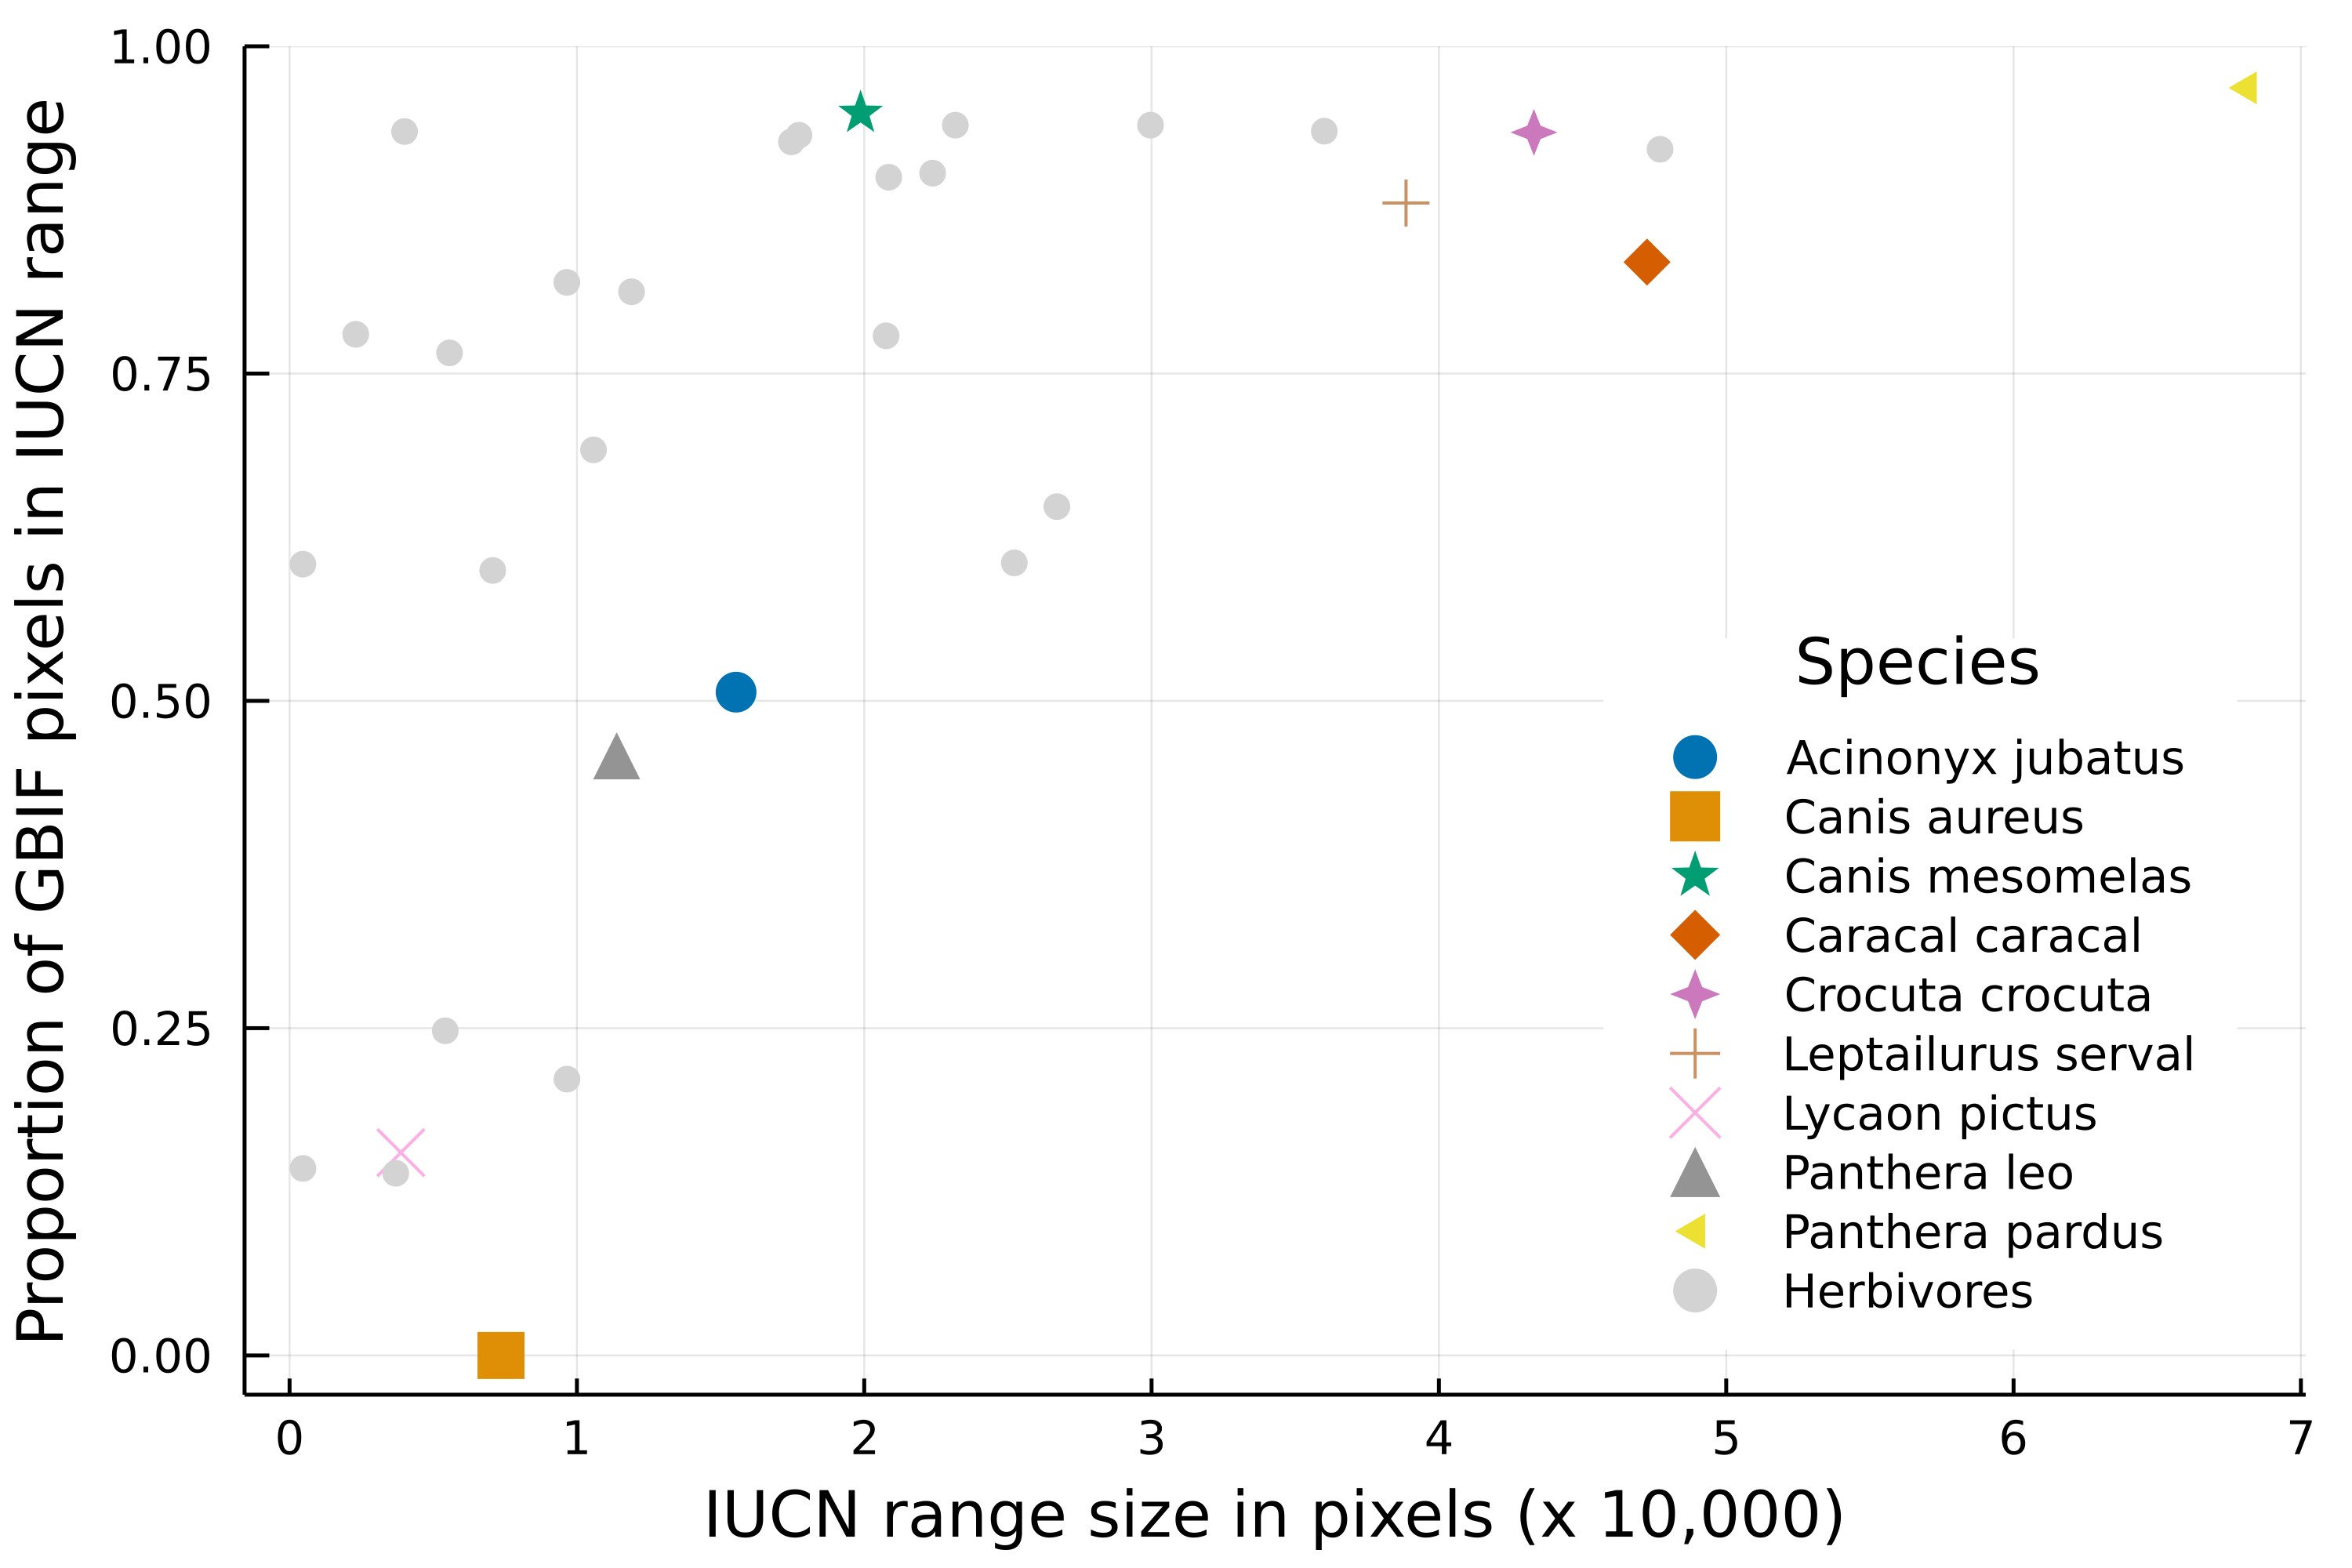 Proportion of GBIF pixels in IUCN range
1.00
0.75
0.50
0.25
0.00
Species
Acinonyx jubatus
Canis aureus
Canis mesomelas
Caracal caracal
Crocuta crocuta
Leptailurus serval
Lycaon pictus
Panthera leo
Panthera pardus
Herbivores
0 1 2 3 4 5 6 7
IUCN range size in pixels (x 10,000)